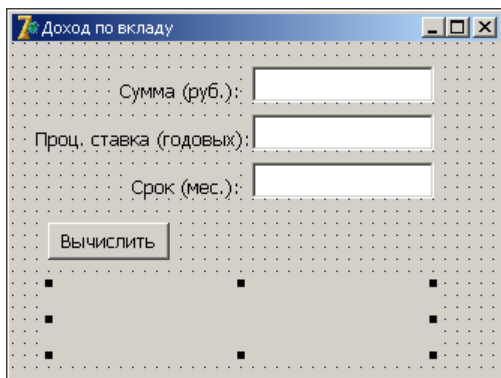 Доход по вкладу
Сумма (руб.):
Проц. ставка (годовых):
Срок (мес.):
Вычислить